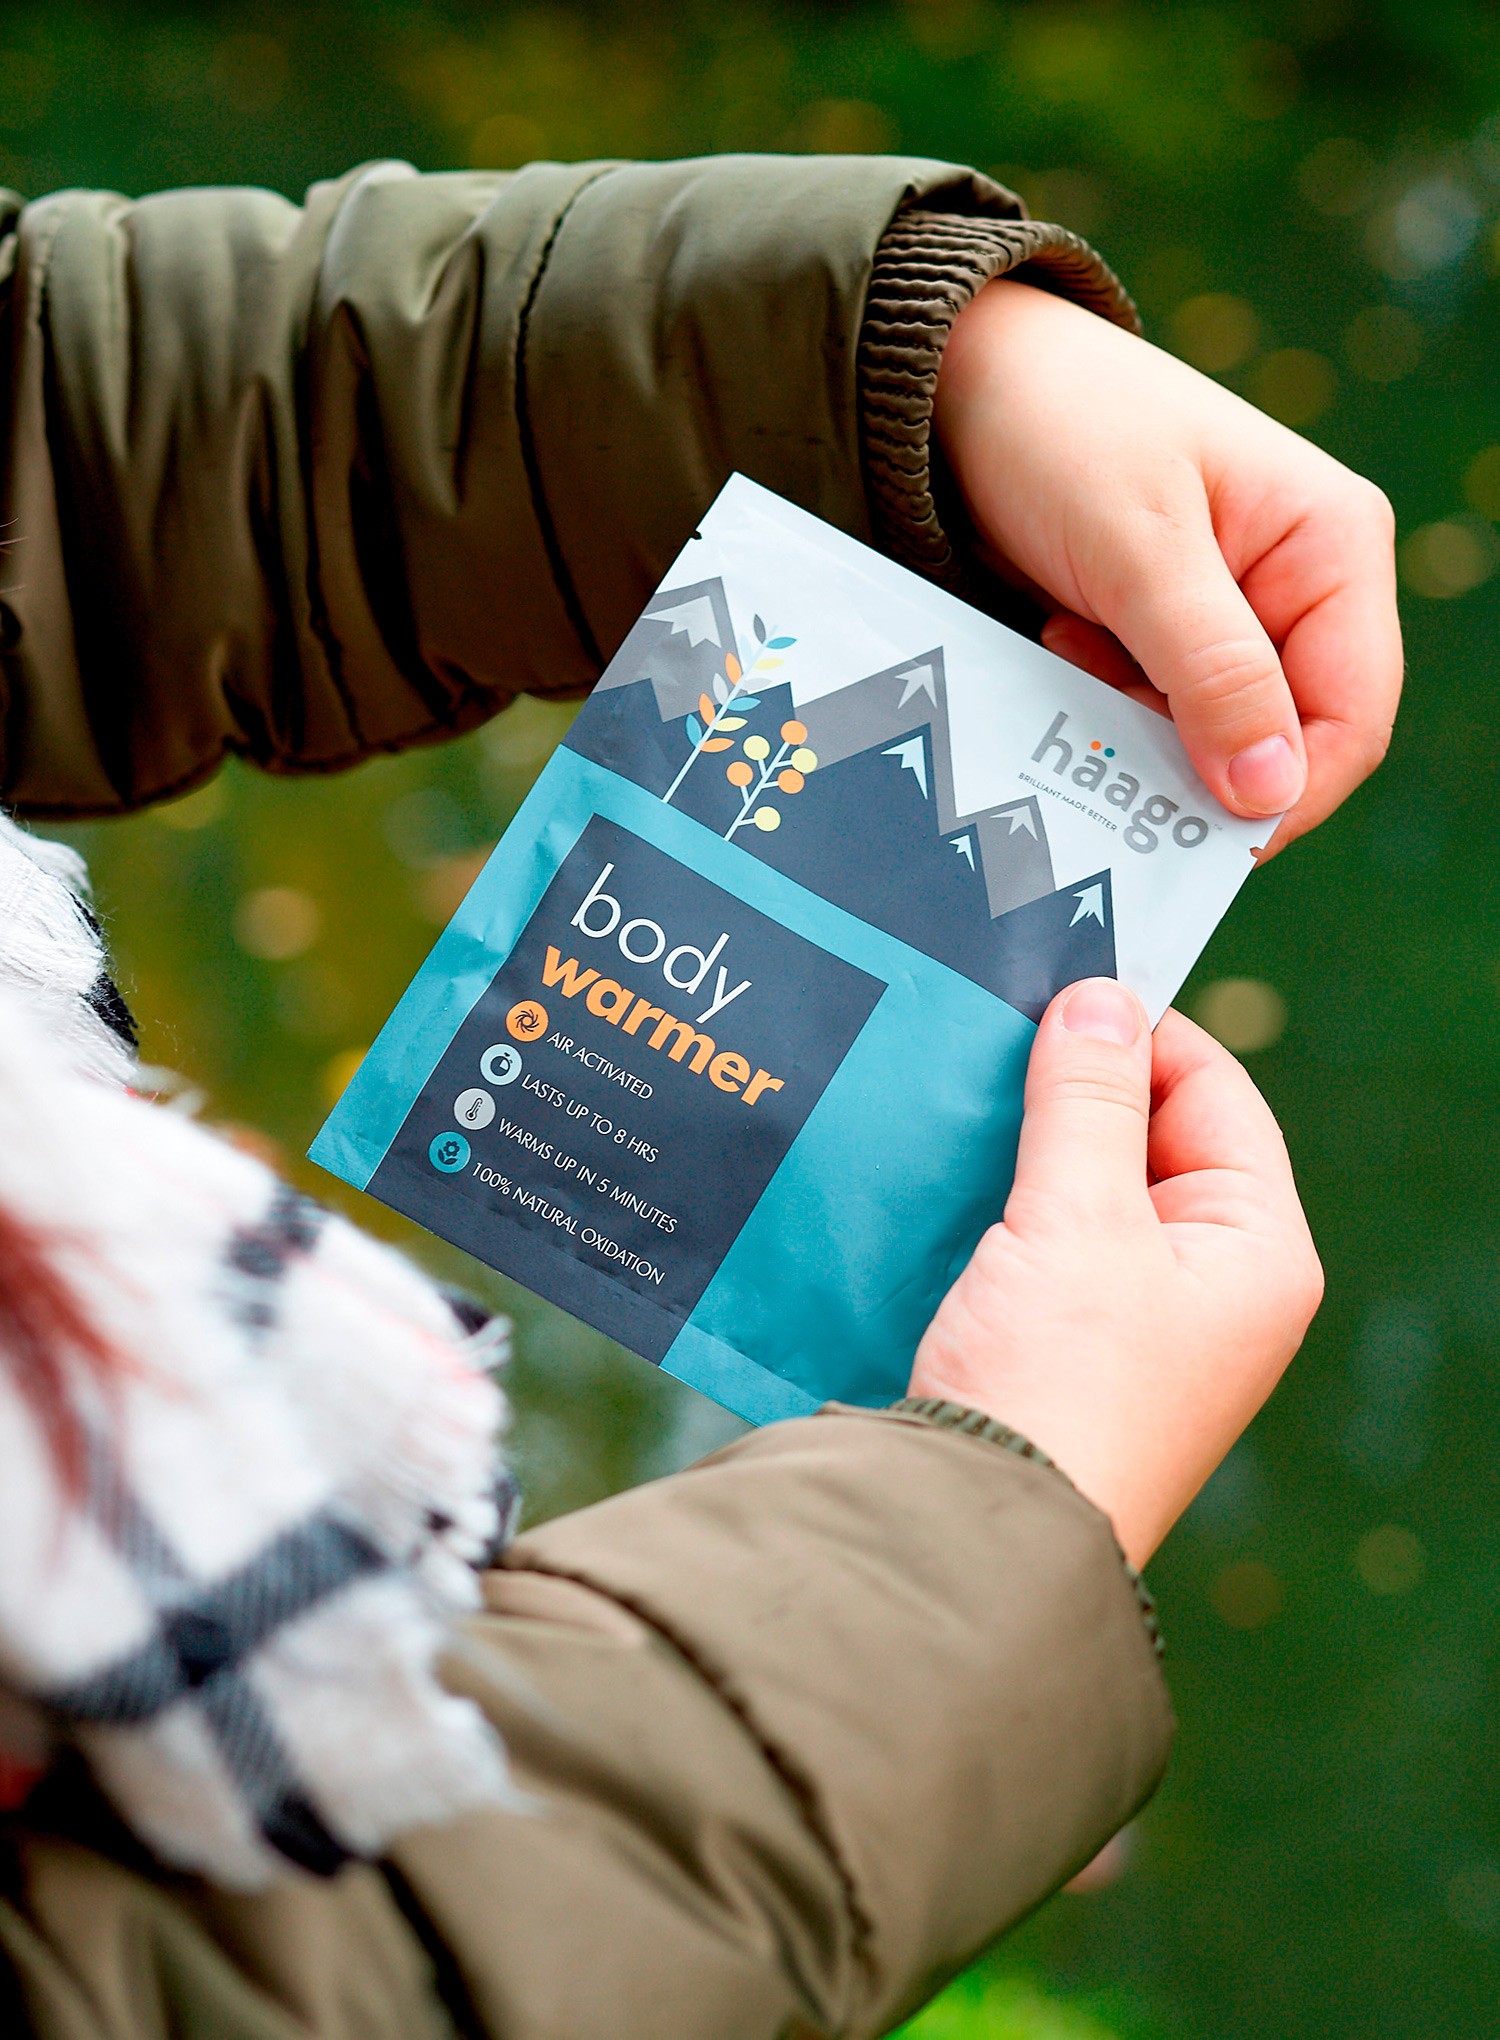 häago™
BRILLIANT MADE BETTER
body
warmer
AIR ACTIVATED
LASTS UP TO 8 HRS
WARMS UP IN 5 MINUTES
100% NATURAL OXIDATION